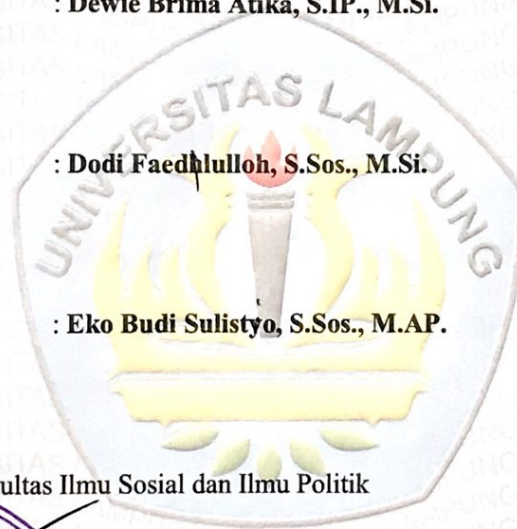 : Dewie Brima Atika, S.IP., M.Si.
UNIVERSITAS LAMPUNG
: Dodi Faedlulloh, S.Sos., M.Si.
: Eko Budi Sulistyo, S.Sos., M.AP.
ultas Ilmu Sosial dan Ilmu Politik